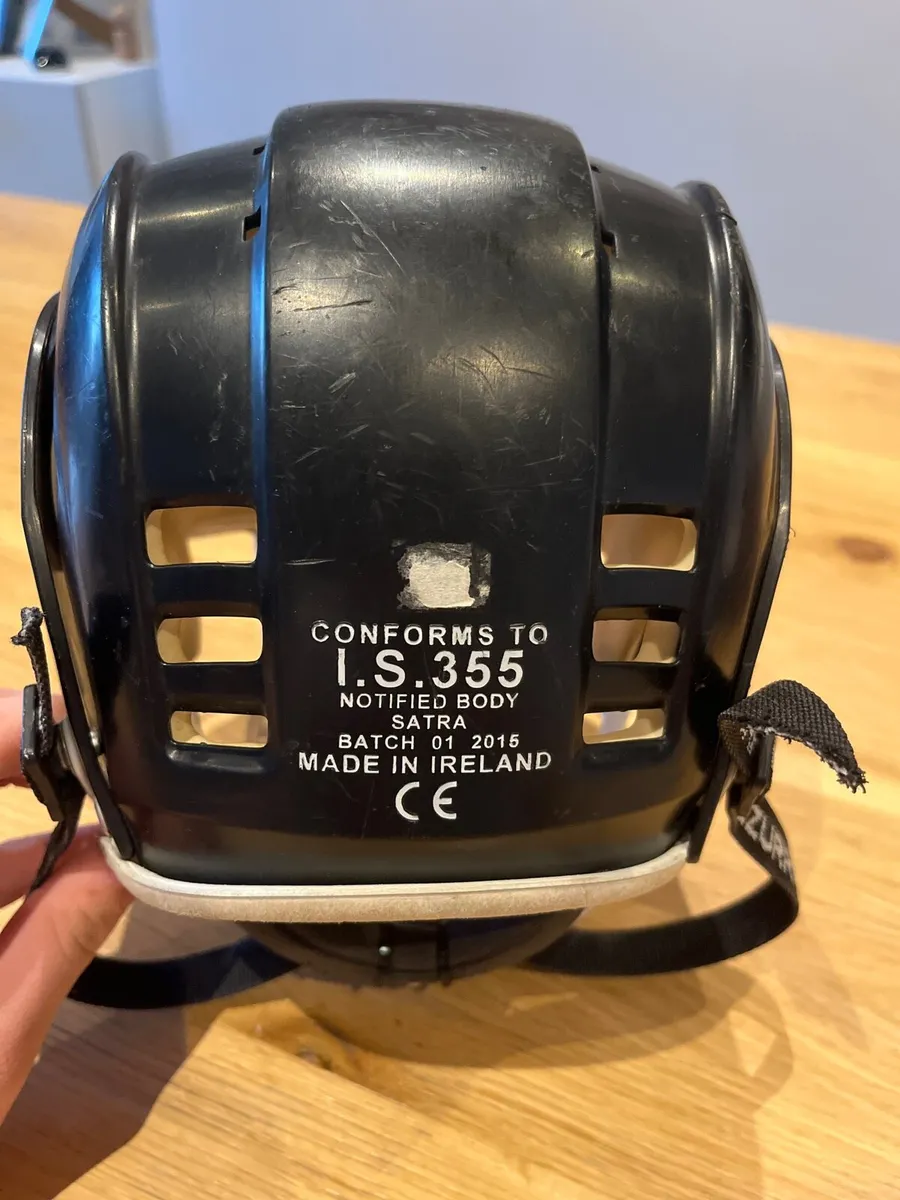 CONFORMS TO
I.S.355
NOTIFIED BODY
SATRA
BATCH 01 2015
MADE IN IRELAND
CE